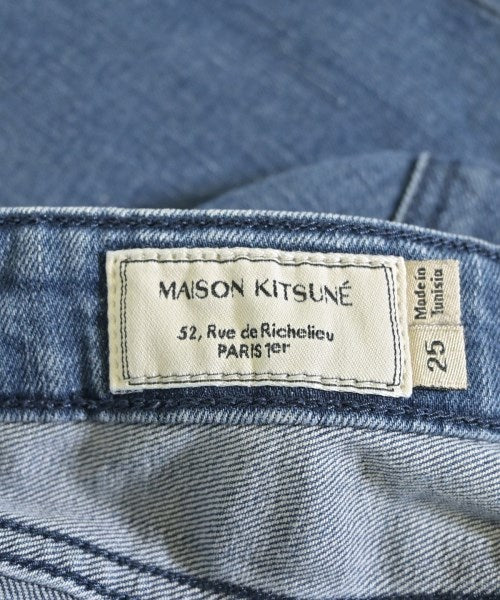 MAISON KITSUNÉ
52, Rue de Richelieu
PARIS 1er
Made in
Tunisia
25